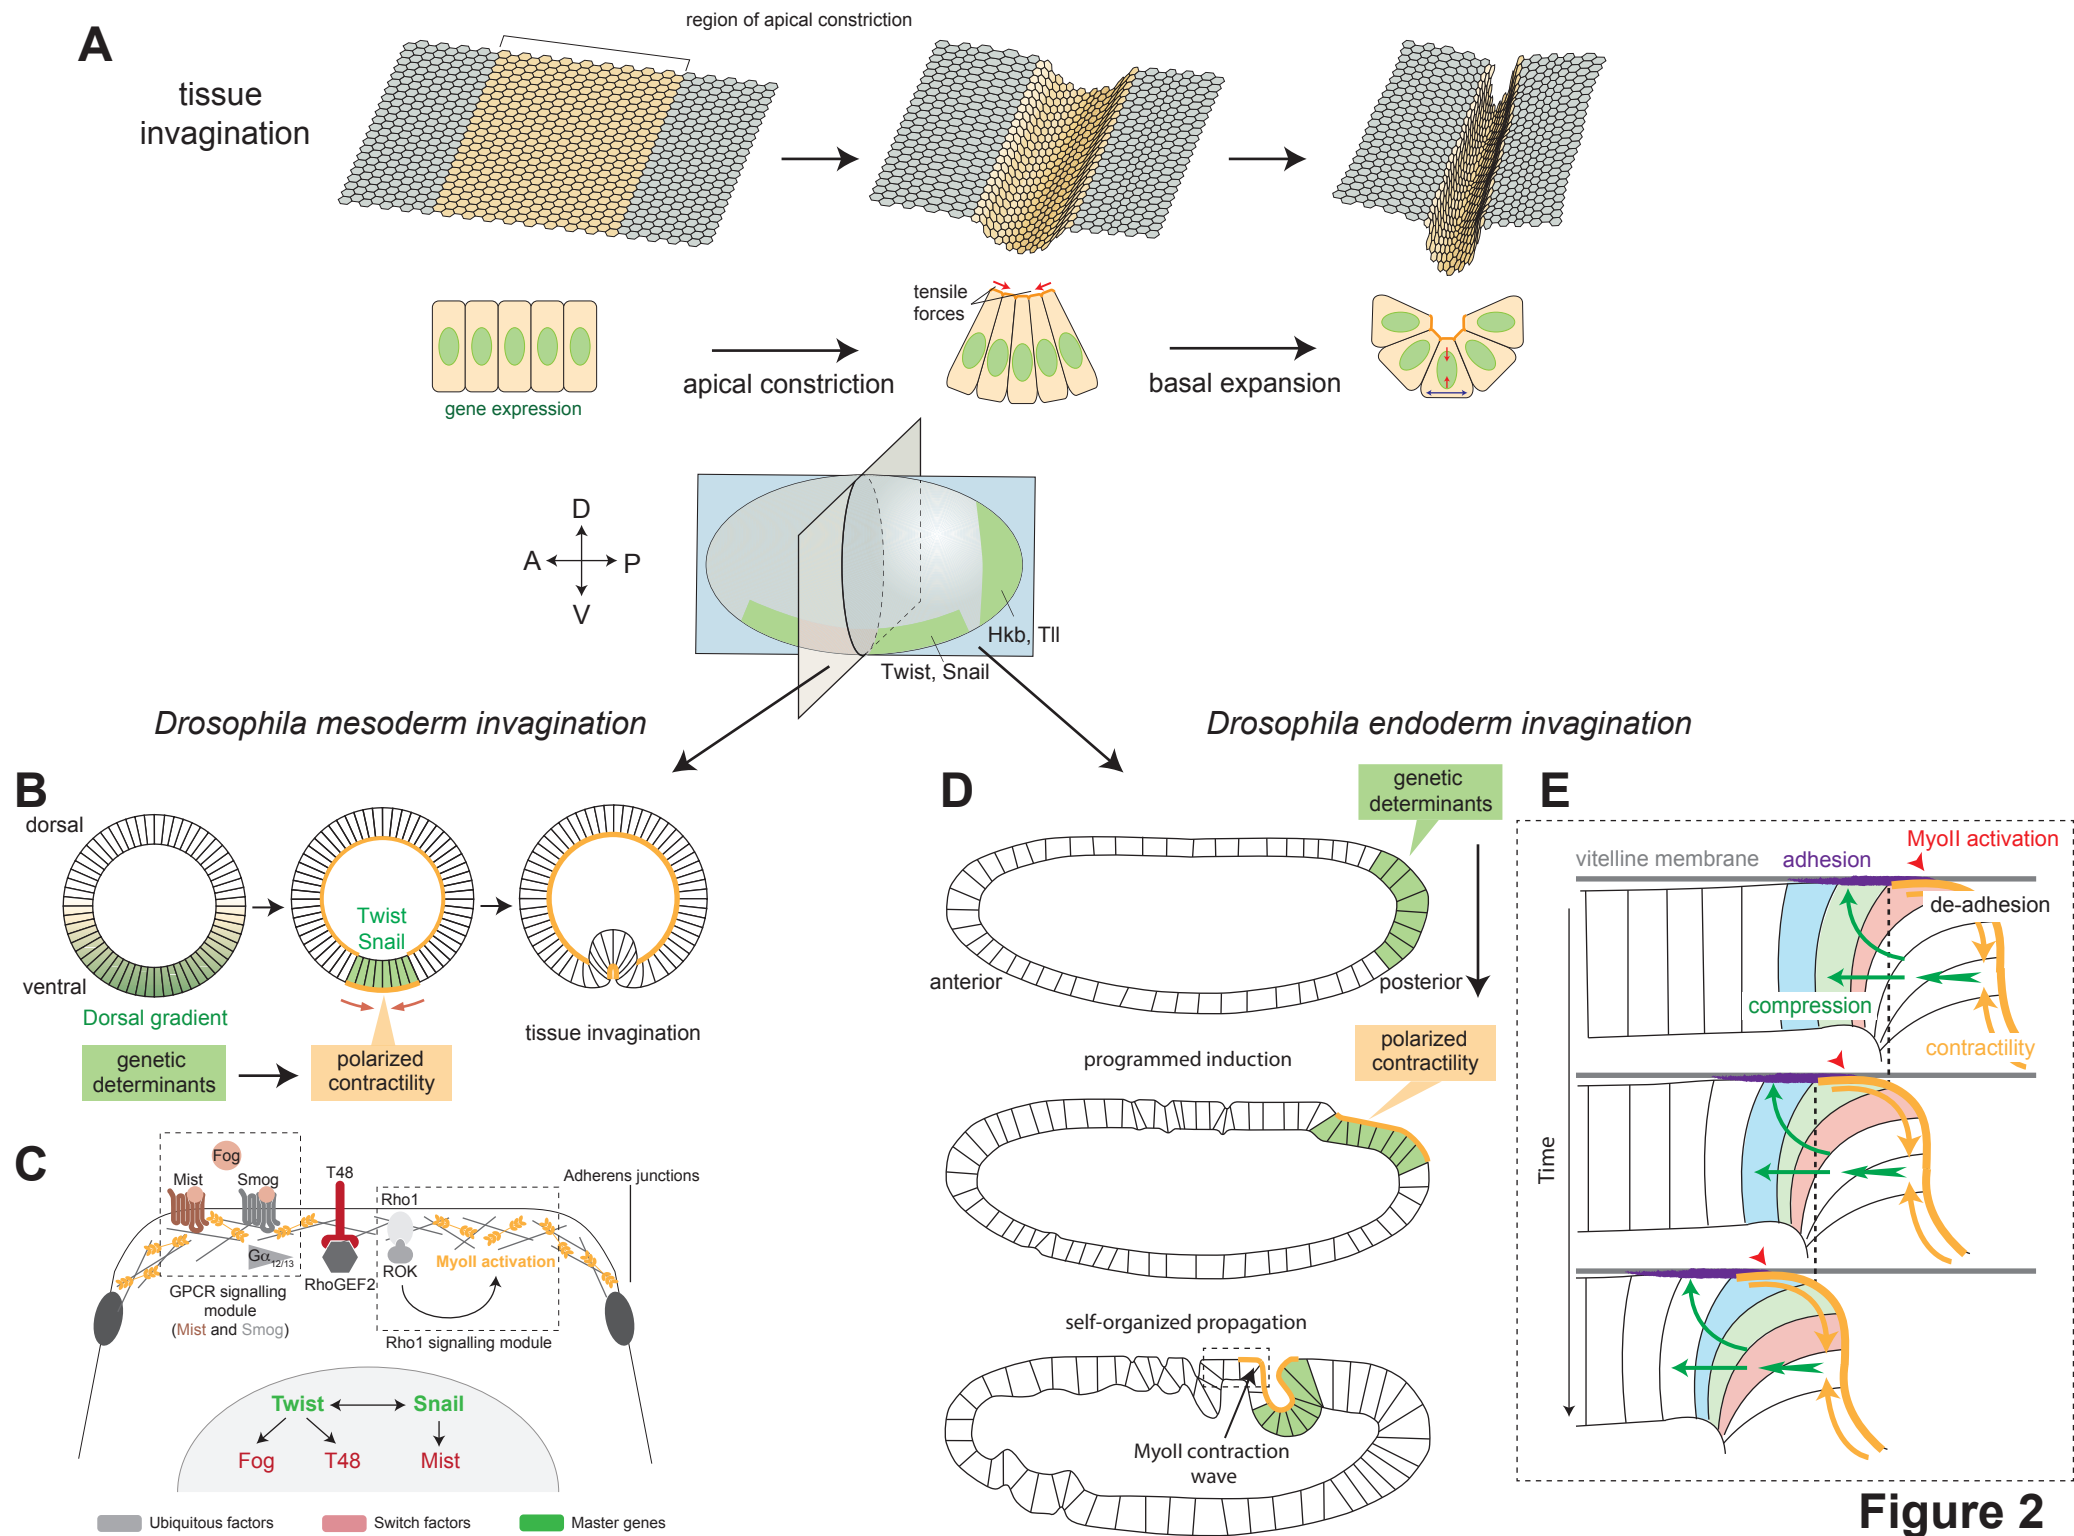 A
region of apical constriction
tissue
invagination
tensile
forces
gene expression
apical constriction
basal expansion
D
A
P
V
Hkb, Tll
Twist, Snail
Drosophila mesoderm invagination
Drosophila endoderm invagination
B
dorsal
ventral
Dorsal gradient
Twist
Snail
tissue invagination
genetic
determinants
polarized
contractility
C
Fog
Mist
Smog
T48
Rho1
Adherens junctions
Gα12/13
RhoGEF2
ROK
MyoII activation
GPCR signalling
module
(Mist and Smog)
Rho1 signalling module
Twist
Snail
Fog
T48
Mist
Ubiquitous factors
Switch factors
Master genes
D
genetic
determinants
anterior
posterior
programmed induction
polarized
contractility
self-organized propagation
MyoII contraction
wave
E
MyoII activation
vitelline membrane
adhesion
de-adhesion
compression
contractility
Time
Figure 2